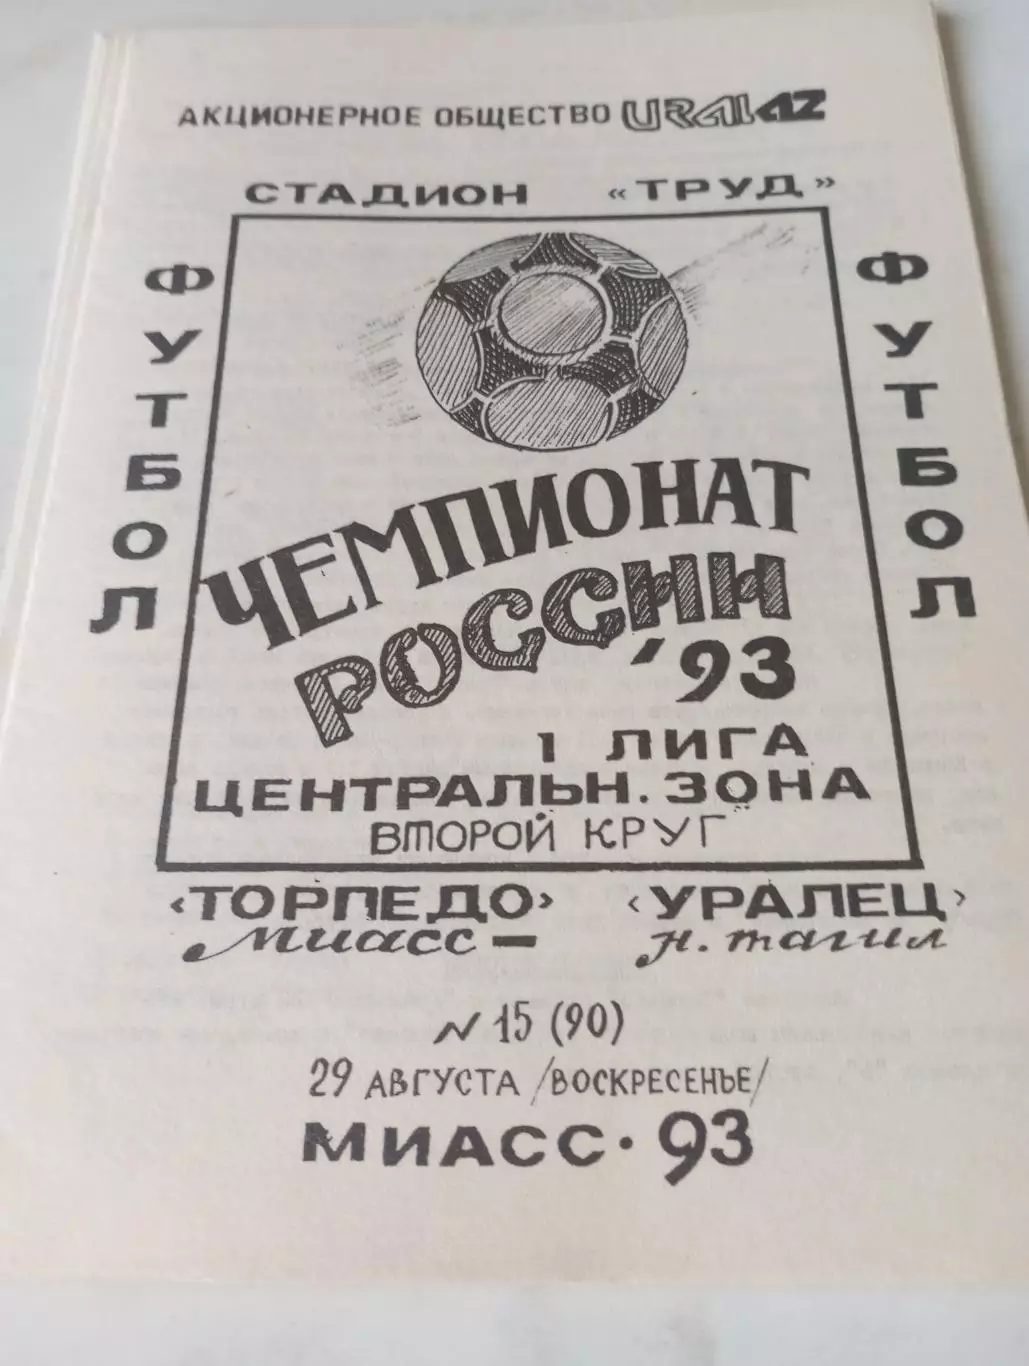 АКЦИОНЕРНОЕ ОБЩЕСТВО URALAZ
СТАДИОН «ТРУД»
ФУТБОЛ
ФУТБОЛ
ЧЕМПИОНАТ
РОССИИ
'93
1 ЛИГА
ЦЕНТРАЛЬН. ЗОНА
ВТОРОЙ КРУГ
‹ТОРПЕДО› ‹УРАЛЕЦ›
Миасс – н. тагил
№ 15 (90)
29 АВГУСТА /ВОСКРЕСЕНЬЕ/
МИАСС • 93